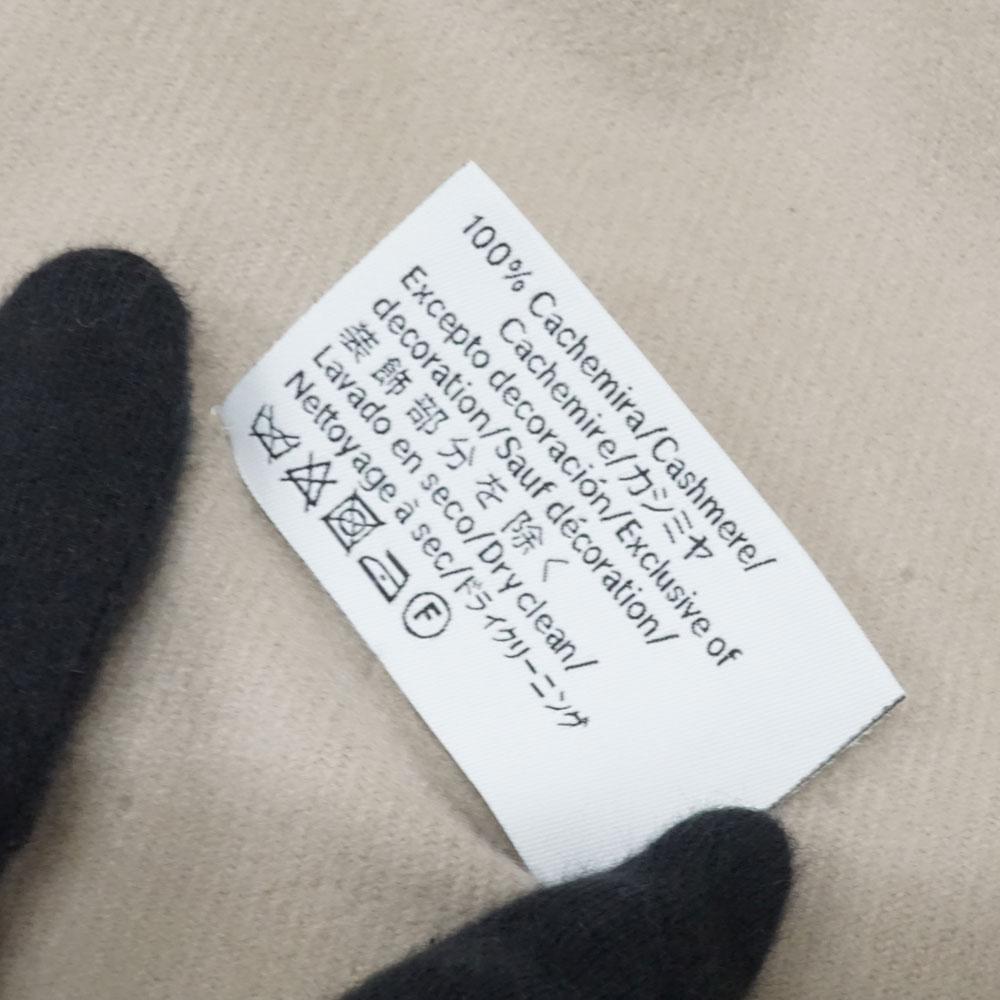 100% Cachemira/Cashmere/
Cachemire/カシミヤ
Excepto decoración/Exclusive of
decoration/Sauf décoration/
装飾部分を除く
Lavado en seco/Dry clean/
Nettoyage à sec/ドライクリーニング
F